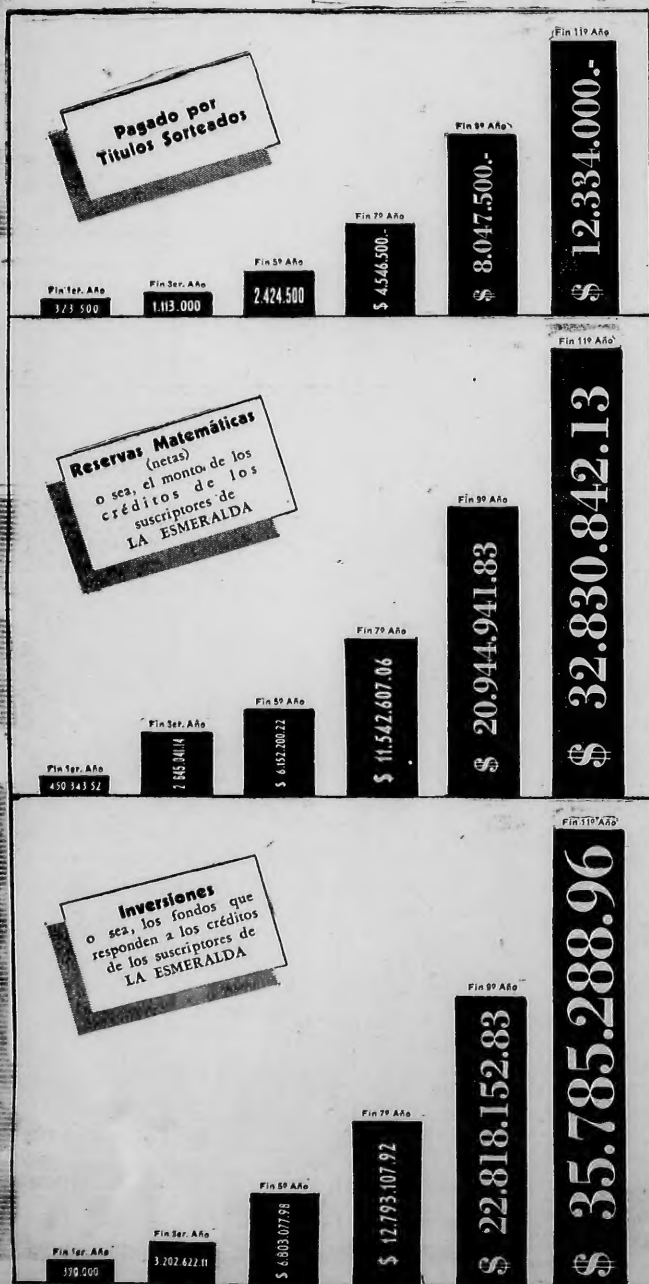 Pagado por
Titulos Sorteados
Fin 1er. Año
323 500
Fin 3er. Año
1.113.000
Fin 5º Año
2.424.500
Fin 7º Año
$ 4.546.500.-
Fin 9º Año
$ 8.047.500.-
Fin 11º Año
$ 12.334.000.-
Reservas Matemáticas
(netas)
o sea, el monto de los
créditos de los
suscriptores de
LA ESMERALDA
Fin 1er. Año
450 343 52
Fin 3er. Año
2 645.041.14
Fin 5º Año
$ 6.152.200.22
Fin 7º Año
$ 11.542.607.06
Fin 9º Año
$ 20.944.941.83
Fin 11º Año
$ 32.830.842.13
Inversiones
o sea, los fondos que
responden a los créditos
de los suscriptores de
LA ESMERALDA
Fin 1er. Año
Fin 3er. Año
3.202.622.11
Fin 5º Año
$ 6.803.077.98
Fin 7º Año
$ 12.793.107.92
Fin 9º Año
$ 22.818.152.83
Fin 11º Año
$ 35.785.288.96